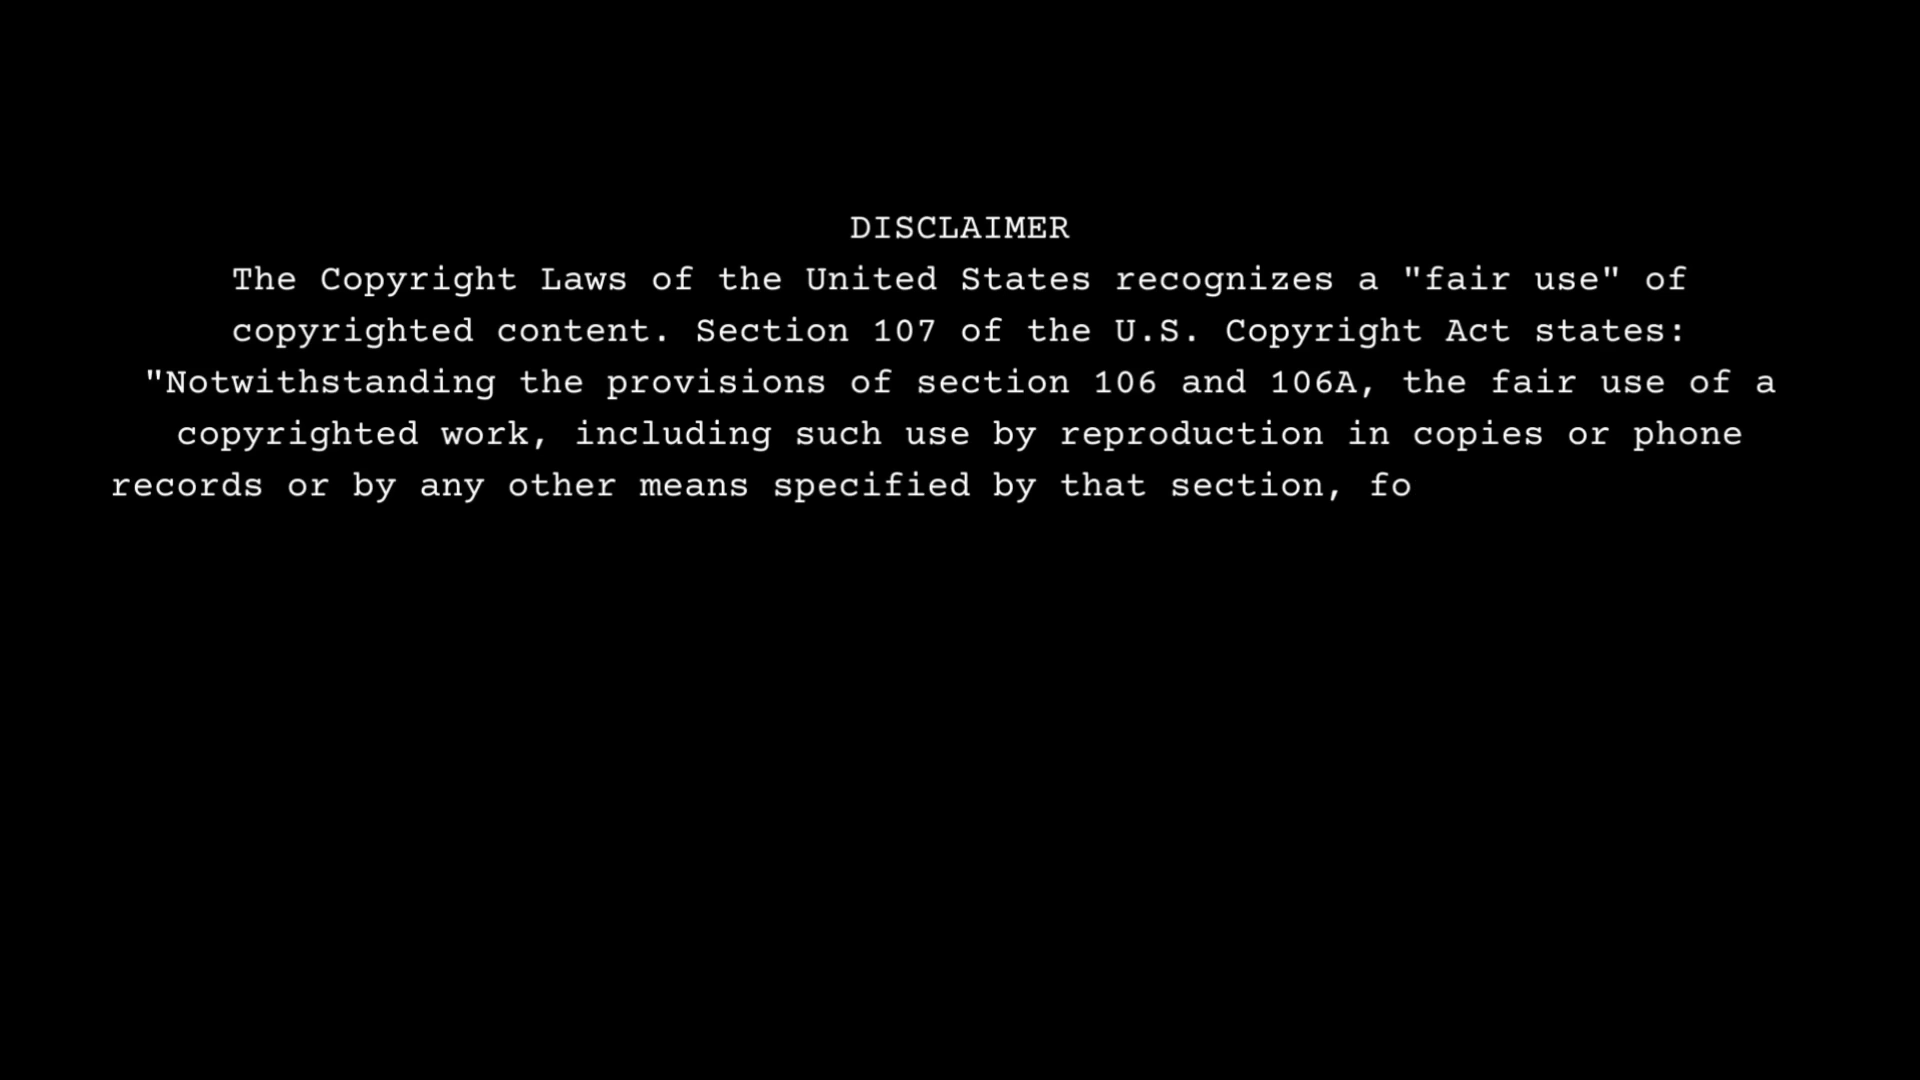 DISCLAIMER
The Copyright Laws of the United States recognizes a "fair use" of
copyrighted content. Section 107 of the U.S. Copyright Act states:
"Notwithstanding the provisions of section 106 and 106A, the fair use of a
copyrighted work, including such use by reproduction in copies or phone
records or by any other means specified by that section, fo